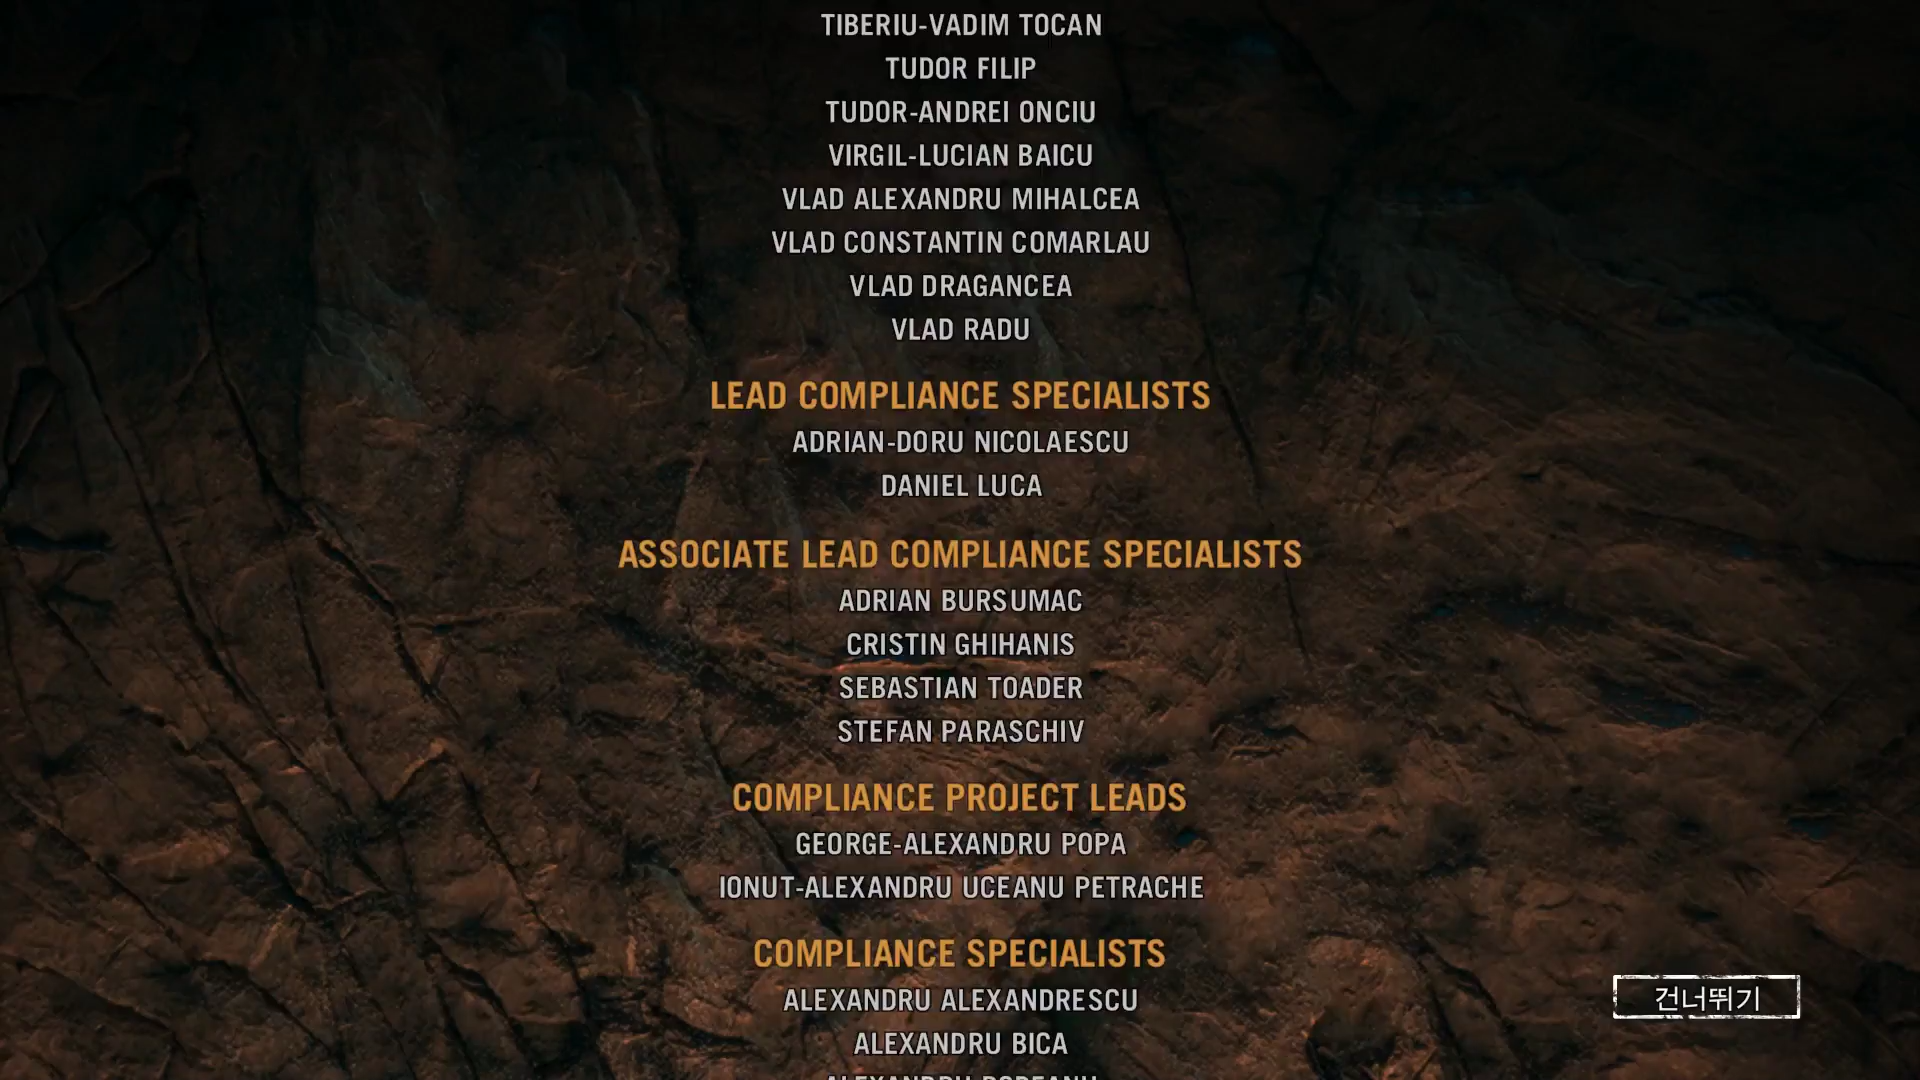 TIBERIU-VADIM TOCAN
TUDOR FILIP
TUDOR-ANDREI ONCIU
VIRGIL-LUCIAN BAICU
VLAD ALEXANDRU MIHALCEA
VLAD CONSTANTIN COMARLAU
VLAD DRAGANCEA
VLAD RADU
LEAD COMPLIANCE SPECIALISTS
ADRIAN-DORU NICOLAESCU
DANIEL LUCA
ASSOCIATE LEAD COMPLIANCE SPECIALISTS
ADRIAN BURSUMAC
CRISTIN GHIHANIS
SEBASTIAN TOADER
STEFAN PARASCHIV
COMPLIANCE PROJECT LEADS
GEORGE-ALEXANDRU POPA
IONUT-ALEXANDRU UCEANU PETRACHE
COMPLIANCE SPECIALISTS
ALEXANDRU ALEXANDRESCU
건너뛰기
ALEXANDRU BICA
ALEXANDRU